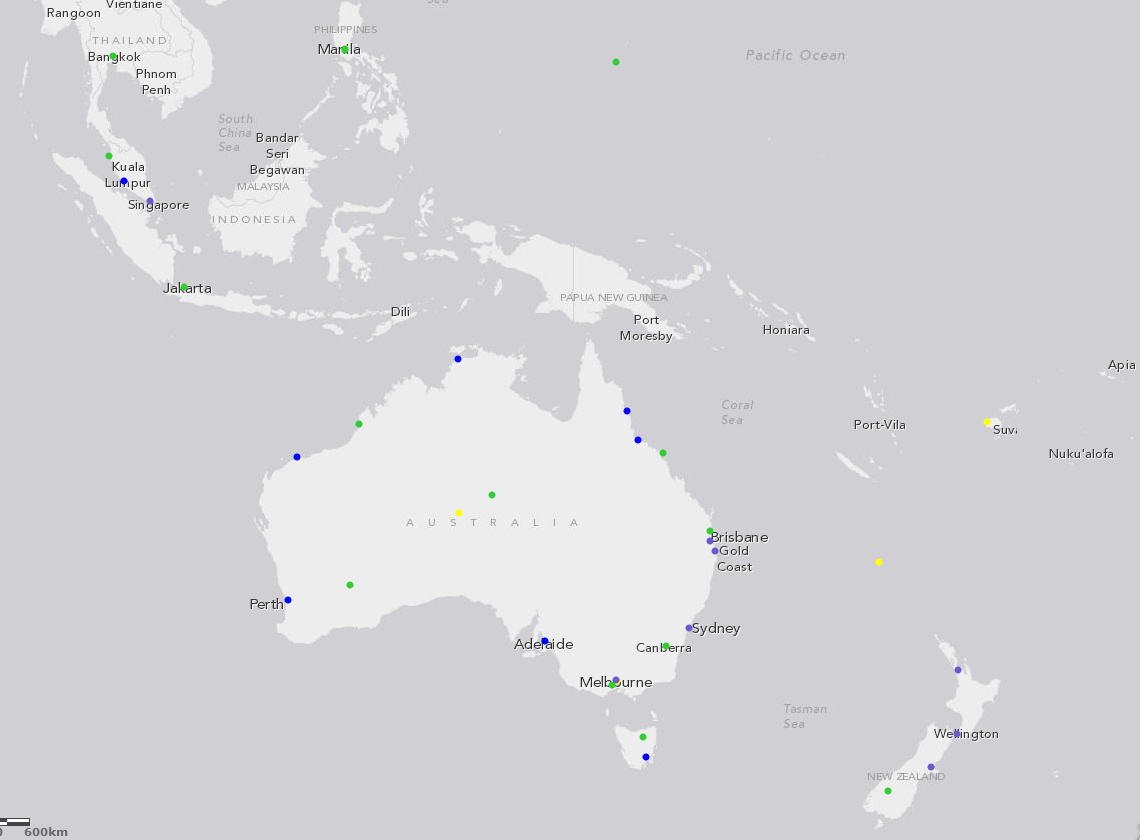 Sea
Vientiane
Rangoon
PHILIPPINES
THAILAND
Manila
Bangkok
Pacific Ocean
Phnom
Penh
South
China
Sea
Bandar
Seri
Begawan
Kuala
Lumpur
MALAYSIA
Singapore
INDONESIA
Jakarta
PAPUA NEW GUINEA
Dili
Port
Moresby
Honiara
Apia
Coral
Sea
Port-Vila
Suva
Nuku'alofa
AUSTRALIA
Brisbane
Gold
Coast
Perth
Sydney
Adelaide
Canberra
Melbourne
Tasman
Sea
Wellington
NEW ZEALAND
0 600km